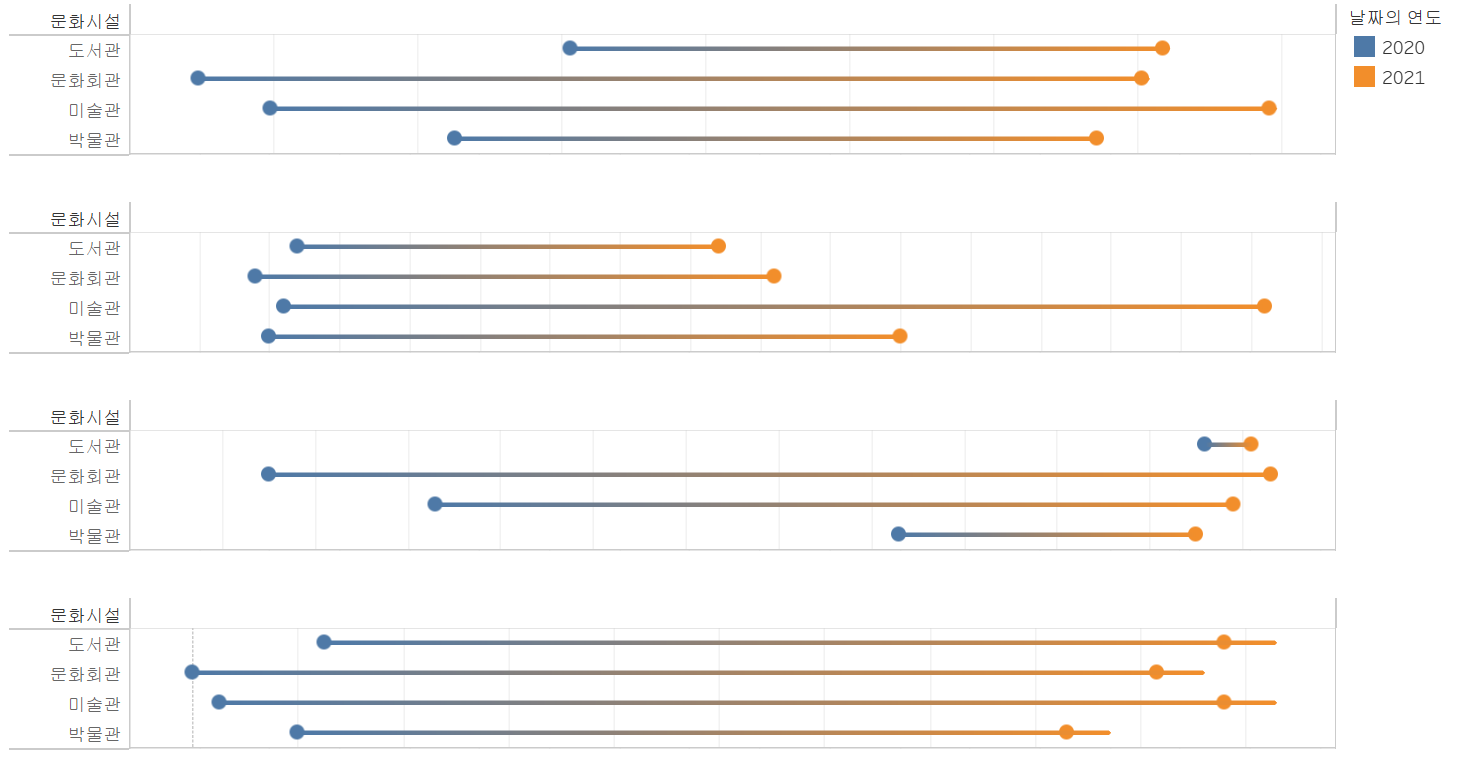 문화시설
도서관
문화회관
미술관
박물관
날짜의 연도
2020
2021
문화시설
도서관
문화회관
미술관
박물관
문화시설
도서관
문화회관
미술관
박물관
문화시설
도서관
문화회관
미술관
박물관